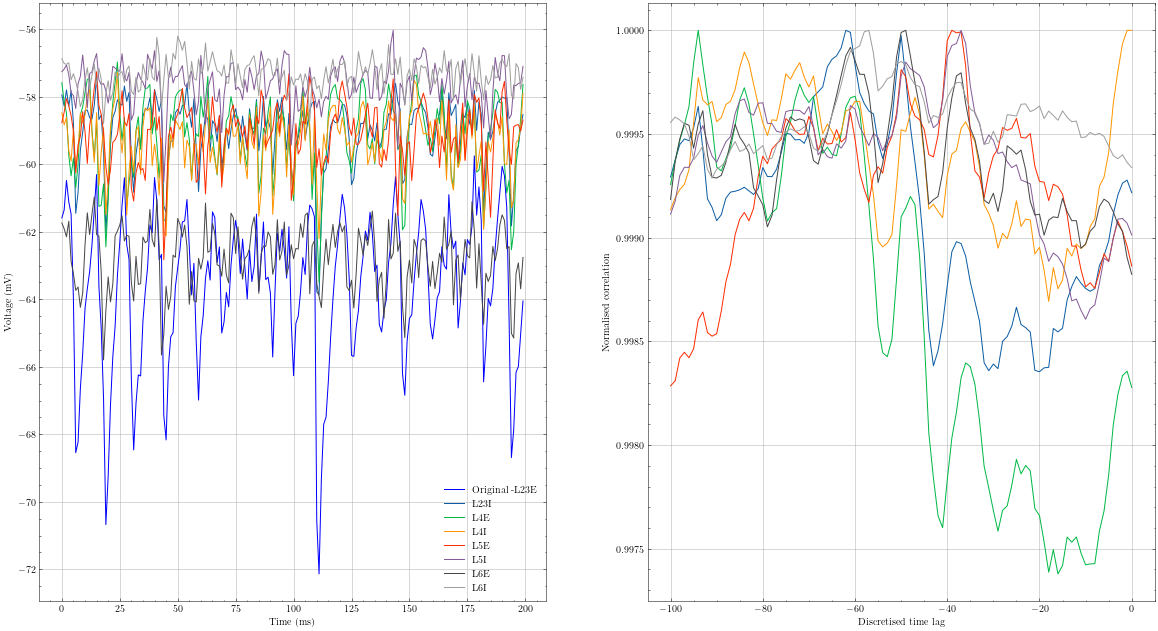 −56
−58
−60
−62
−64
−66
−68
−70
−72
Voltage (mV)
0
25
50
75
100
125
150
175
200
Time (ms)
Original -L23E
L23I
L4E
L4I
L5E
L5I
L6E
L6I
1.0000
0.9995
0.9990
0.9985
0.9980
0.9975
Normalised correlation
−100
−80
−60
−40
−20
0
Discretised time lag